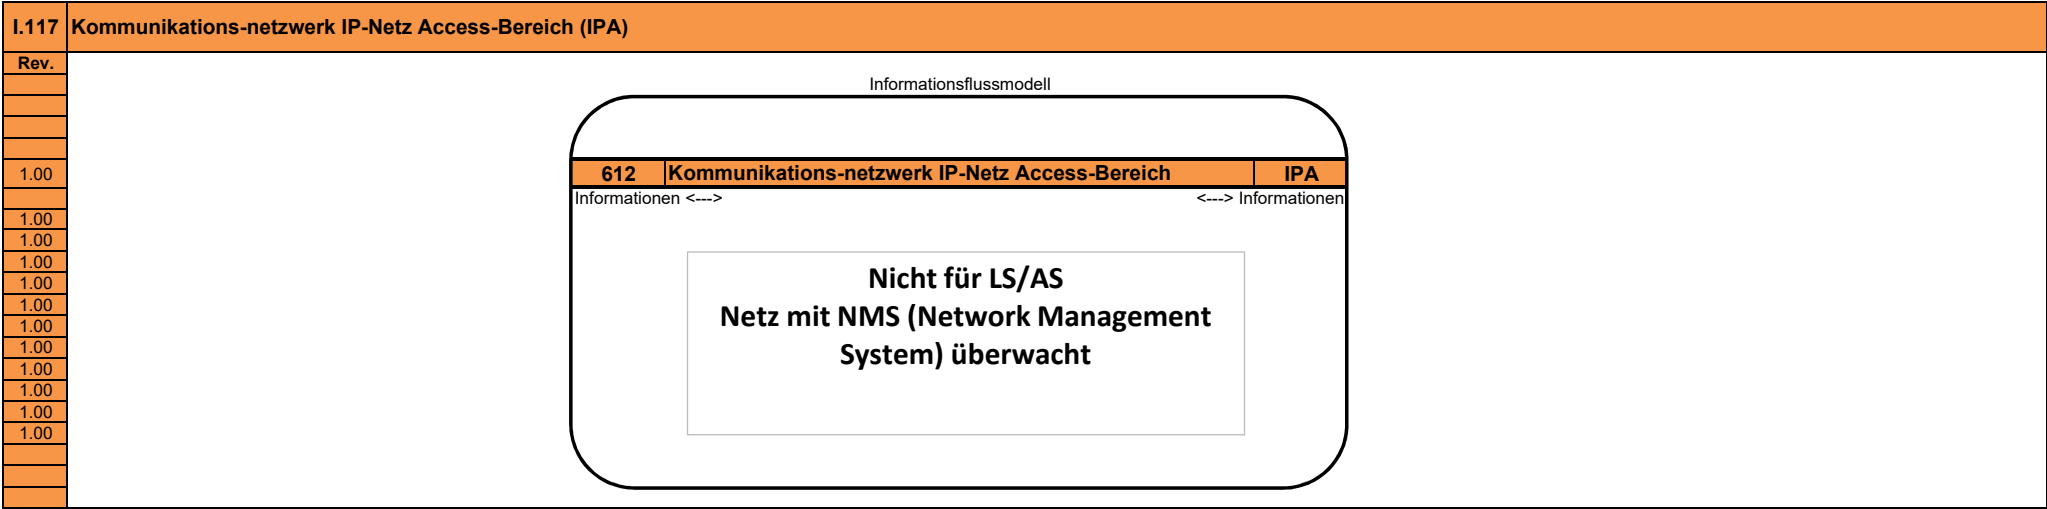 I.117 Kommunikations-netzwerk IP-Netz Access-Bereich (IPA)
Rev.
Informationsflussmodell
1.00 612 Kommunikations-netzwerk IP-Netz Access-Bereich IPA
Informationen <---> <---> Informationen
1.00
1.00
1.00
1.00
1.00
1.00
1.00
1.00
1.00
1.00
1.00
Nicht für LS/AS
Netz mit NMS (Network Management
System) überwacht